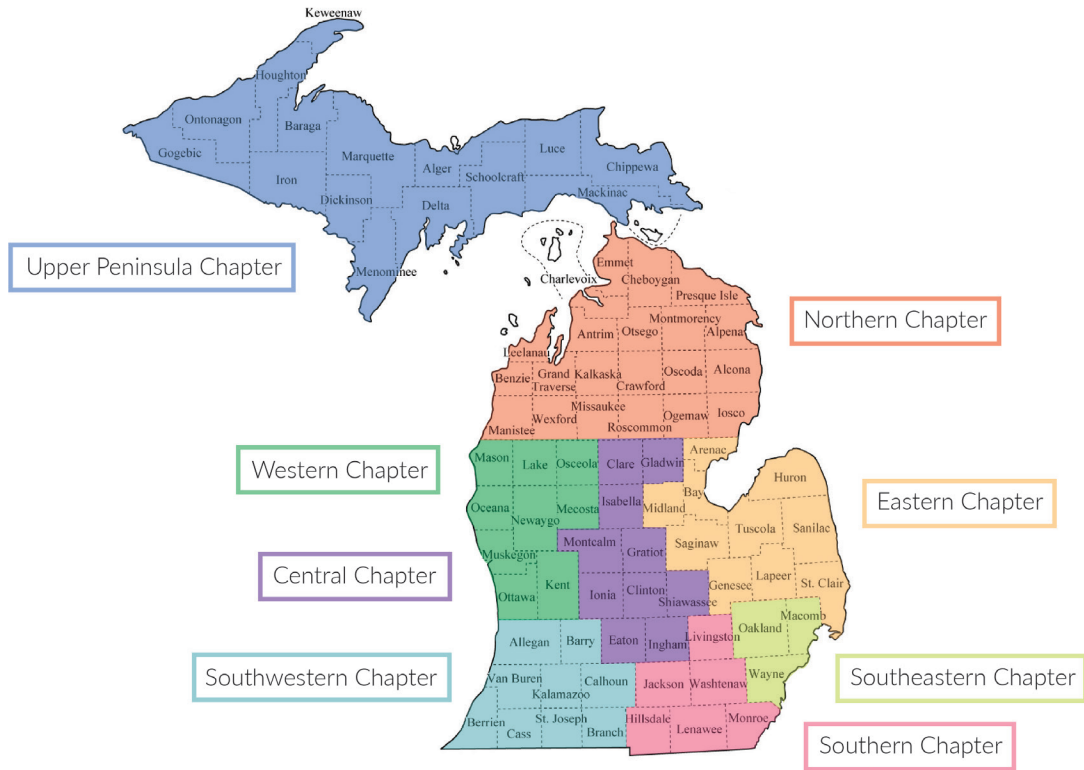 Keweenaw
Houghton
Ontonagon
Baraga
Gogebic
Marquette
Iron
Dickinson
Alger
Delta
Schoolcraft
Luce
Chippewa
Mackinac
Menominee
Upper Peninsula Chapter
Emmet
Charlevoix
Cheboygan
Presque Isle
Northern Chapter
Antrim
Otsego
Montmorency
Alpena
Leelanau
Benzie
Grand
Traverse
Kalkaska
Crawford
Oscoda
Alcona
Manistee
Wexford
Missaukee
Roscommon
Ogemaw
Iosco
Western Chapter
Mason
Lake
Osceola
Clare
Gladwin
Arenac
Huron
Eastern Chapter
Oceana
Newaygo
Mecosta
Isabella
Midland
Bay
Tuscola
Sanilac
Central Chapter
Muskegon
Montcalm
Gratiot
Saginaw
Ottawa
Kent
Ionia
Clinton
Shiawassee
Genesee
Lapeer
St. Clair
Southwestern Chapter
Allegan
Barry
Eaton
Ingham
Livingston
Oakland
Macomb
Southeastern Chapter
Van Buren
Kalamazoo
Calhoun
Jackson
Washtenaw
Wayne
Berrien
Cass
St. Joseph
Branch
Hillsdale
Lenawee
Monroe
Southern Chapter